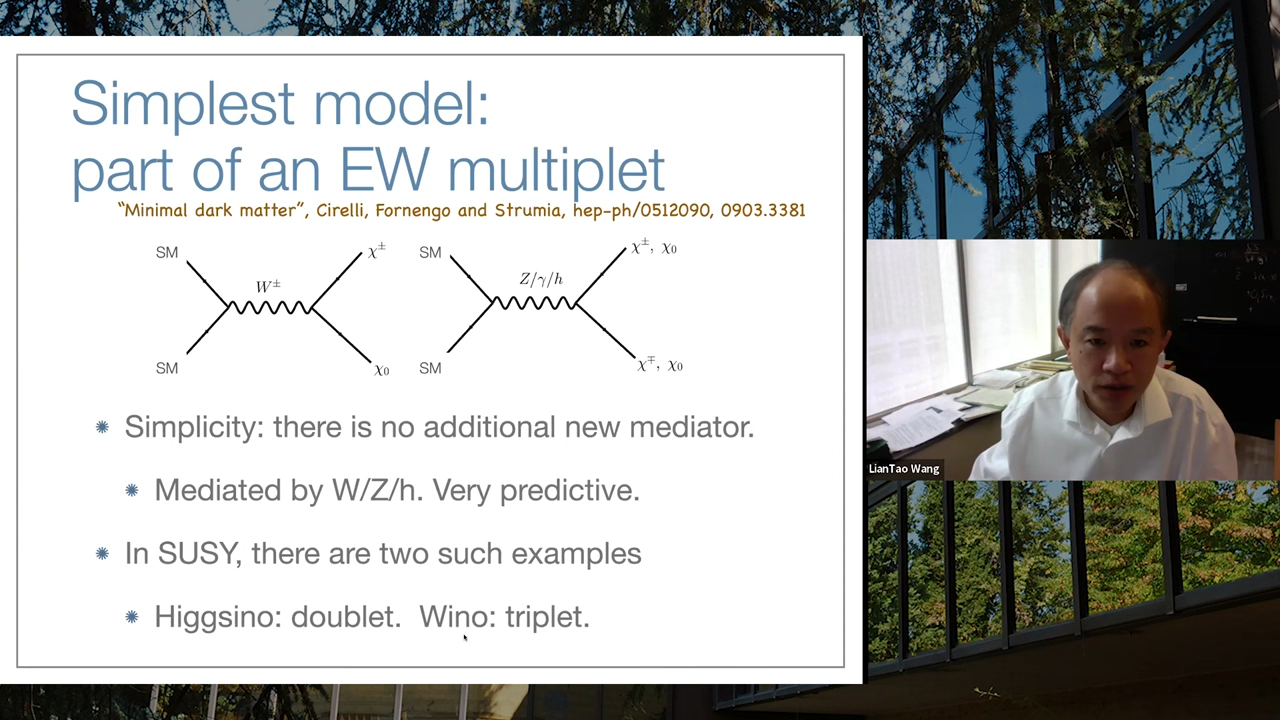 Simplest model:
part of an EW multiplet
“Minimal dark matter”, Cirelli, Fornengo and Strumia, hep-ph/0512090, 0903.3381
SM
χ±
W±
SM
χ0
SM
χ±, χ0
Z/γ/h
SM
χ∓, χ0
Simplicity: there is no additional new mediator.
Mediated by W/Z/h. Very predictive.
In SUSY, there are two such examples
Higgsino: doublet. Wino: triplet.
LianTao Wang